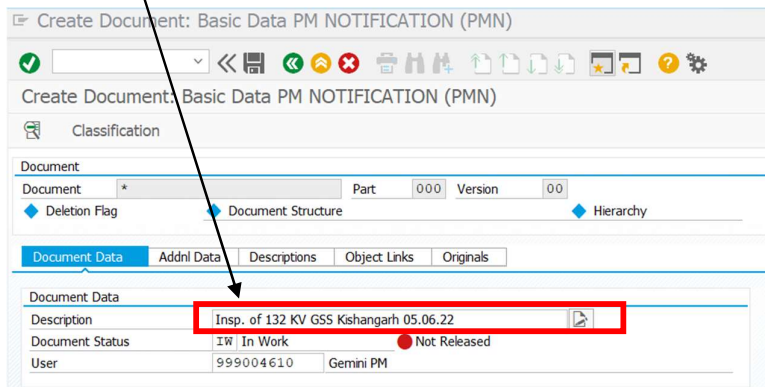 Create Document: Basic Data PM NOTIFICATION (PMN)
Create Document: Basic Data PM NOTIFICATION (PMN)
Classification
Document
Document * Part 000 Version 00
Deletion Flag Document Structure Hierarchy
Document Data Addnl Data Descriptions Object Links Originals
Document Data
Description Insp. of 132 KV GSS Kishangarh 05.06.22
Document Status IW In Work Not Released
User 999004610 Gemini PM